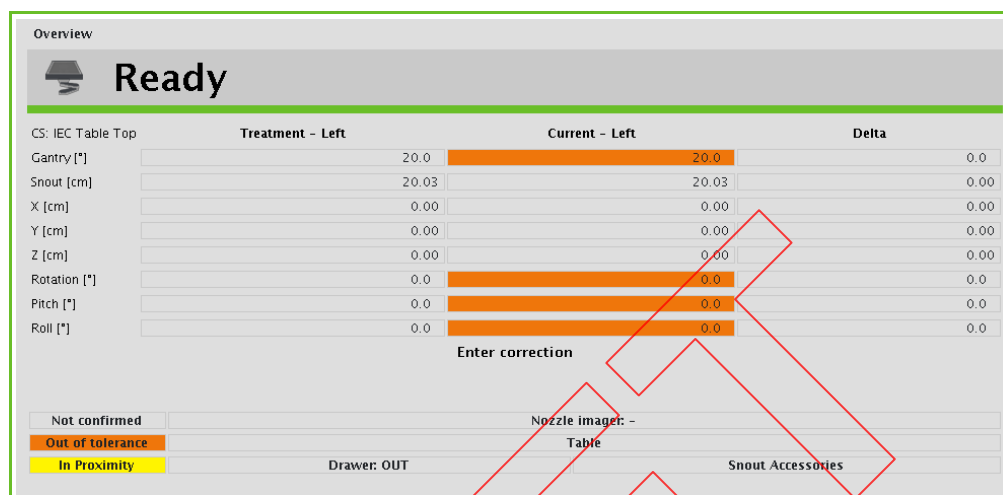 Overview
Ready
CS: IEC Table Top Treatment - Left Current - Left Delta
Gantry [°] 20.0 20.0 0.0
Snout [cm] 20.03 20.03 0.00
X [cm] 0.00 0.00 0.00
Y [cm] 0.00 0.00 0.00
Z [cm] 0.00 0.00 0.00
Rotation [°] 0.0 0.0 0.0
Pitch [°] 0.0 0.0 0.0
Roll [°] 0.0 0.0 0.0
Enter correction
Not confirmed Nozzle imager: -
Out of tolerance Table
In Proximity Drawer: OUT Snout Accessories